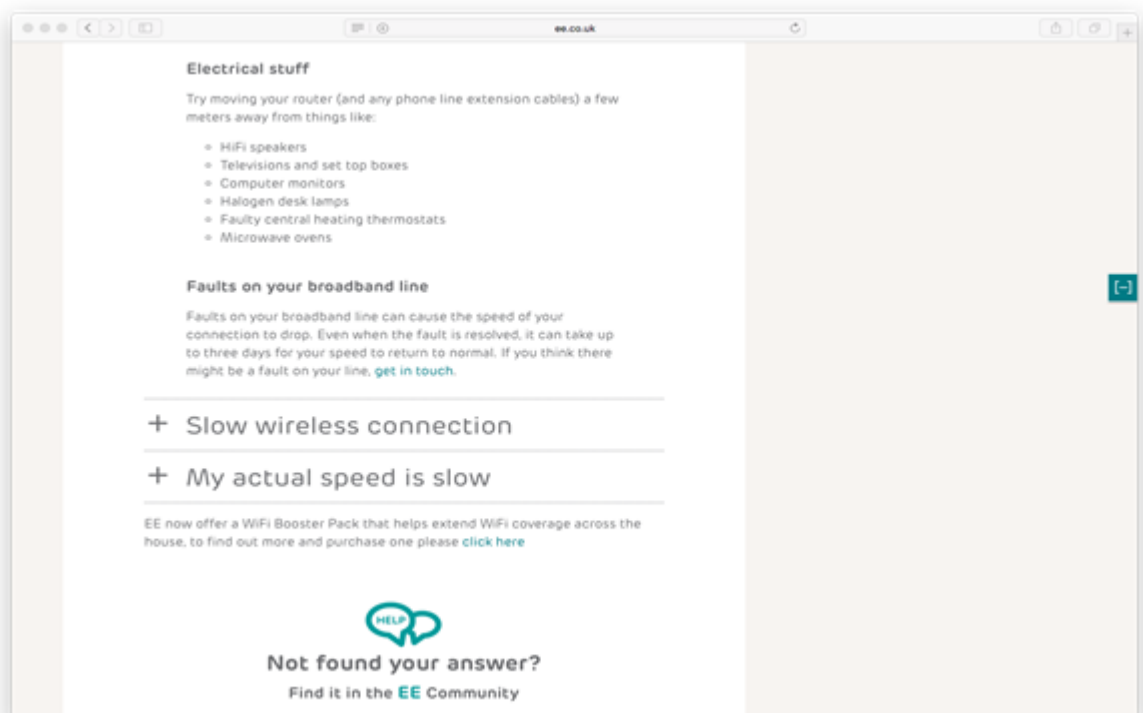 ee.co.uk
Electrical stuff
Try moving your router (and any phone line extension cables) a few
meters away from things like:
HiFi speakers
Televisions and set top boxes
Computer monitors
Halogen desk lamps
Faulty central heating thermostats
Microwave ovens
[-]
Faults on your broadband line
Faults on your broadband line can cause the speed of your
connection to drop. Even when the fault is resolved, it can take up
to three days for your speed to return to normal. If you think there
might be a fault on your line, get in touch.
+ Slow wireless connection
+ My actual speed is slow
EE now offer a WiFi Booster Pack that helps extend WiFi coverage across the
house, to find out more and purchase one please click here
HELP
Not found your answer?
Find it in the EE Community